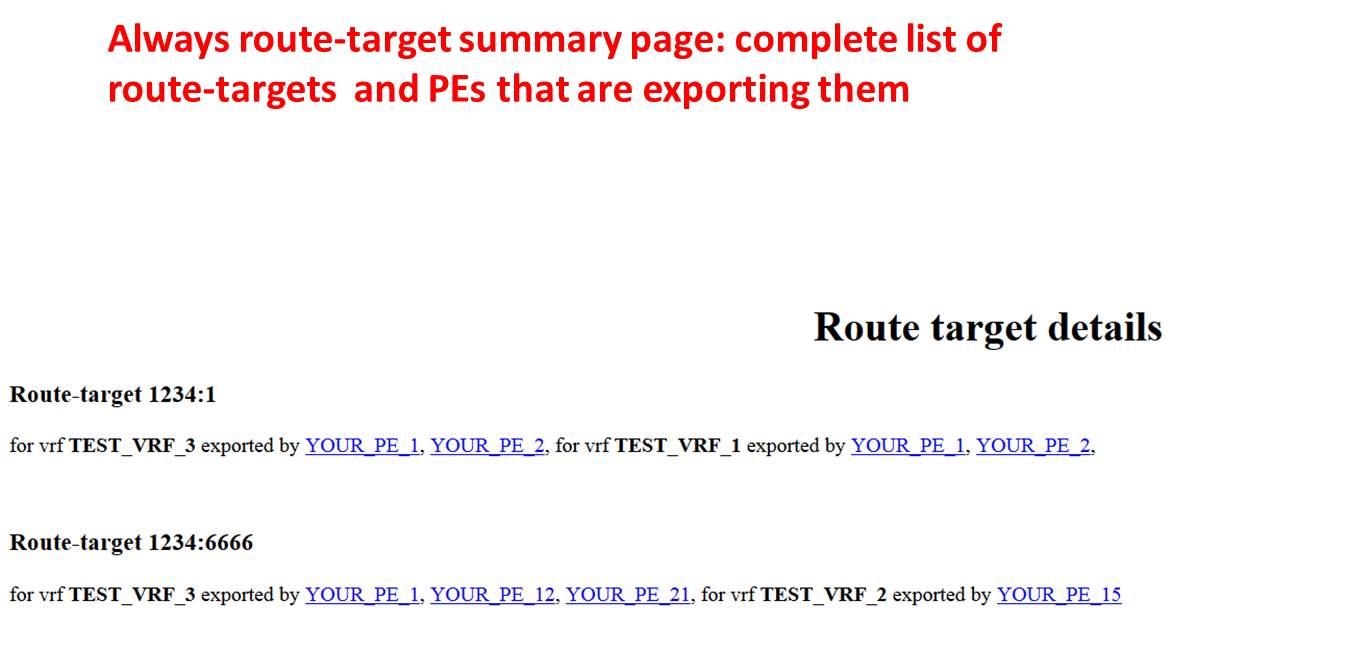 Always route-target summary page: complete list of
route-targets and PEs that are exporting them
Route target details
Route-target 1234:1
for vrf TEST_VRF_3 exported by YOUR_PE_1, YOUR_PE_2, for vrf TEST_VRF_1 exported by YOUR_PE_1, YOUR_PE_2,
Route-target 1234:6666
for vrf TEST_VRF_3 exported by YOUR_PE_1, YOUR_PE_12, YOUR_PE_21, for vrf TEST_VRF_2 exported by YOUR_PE_15